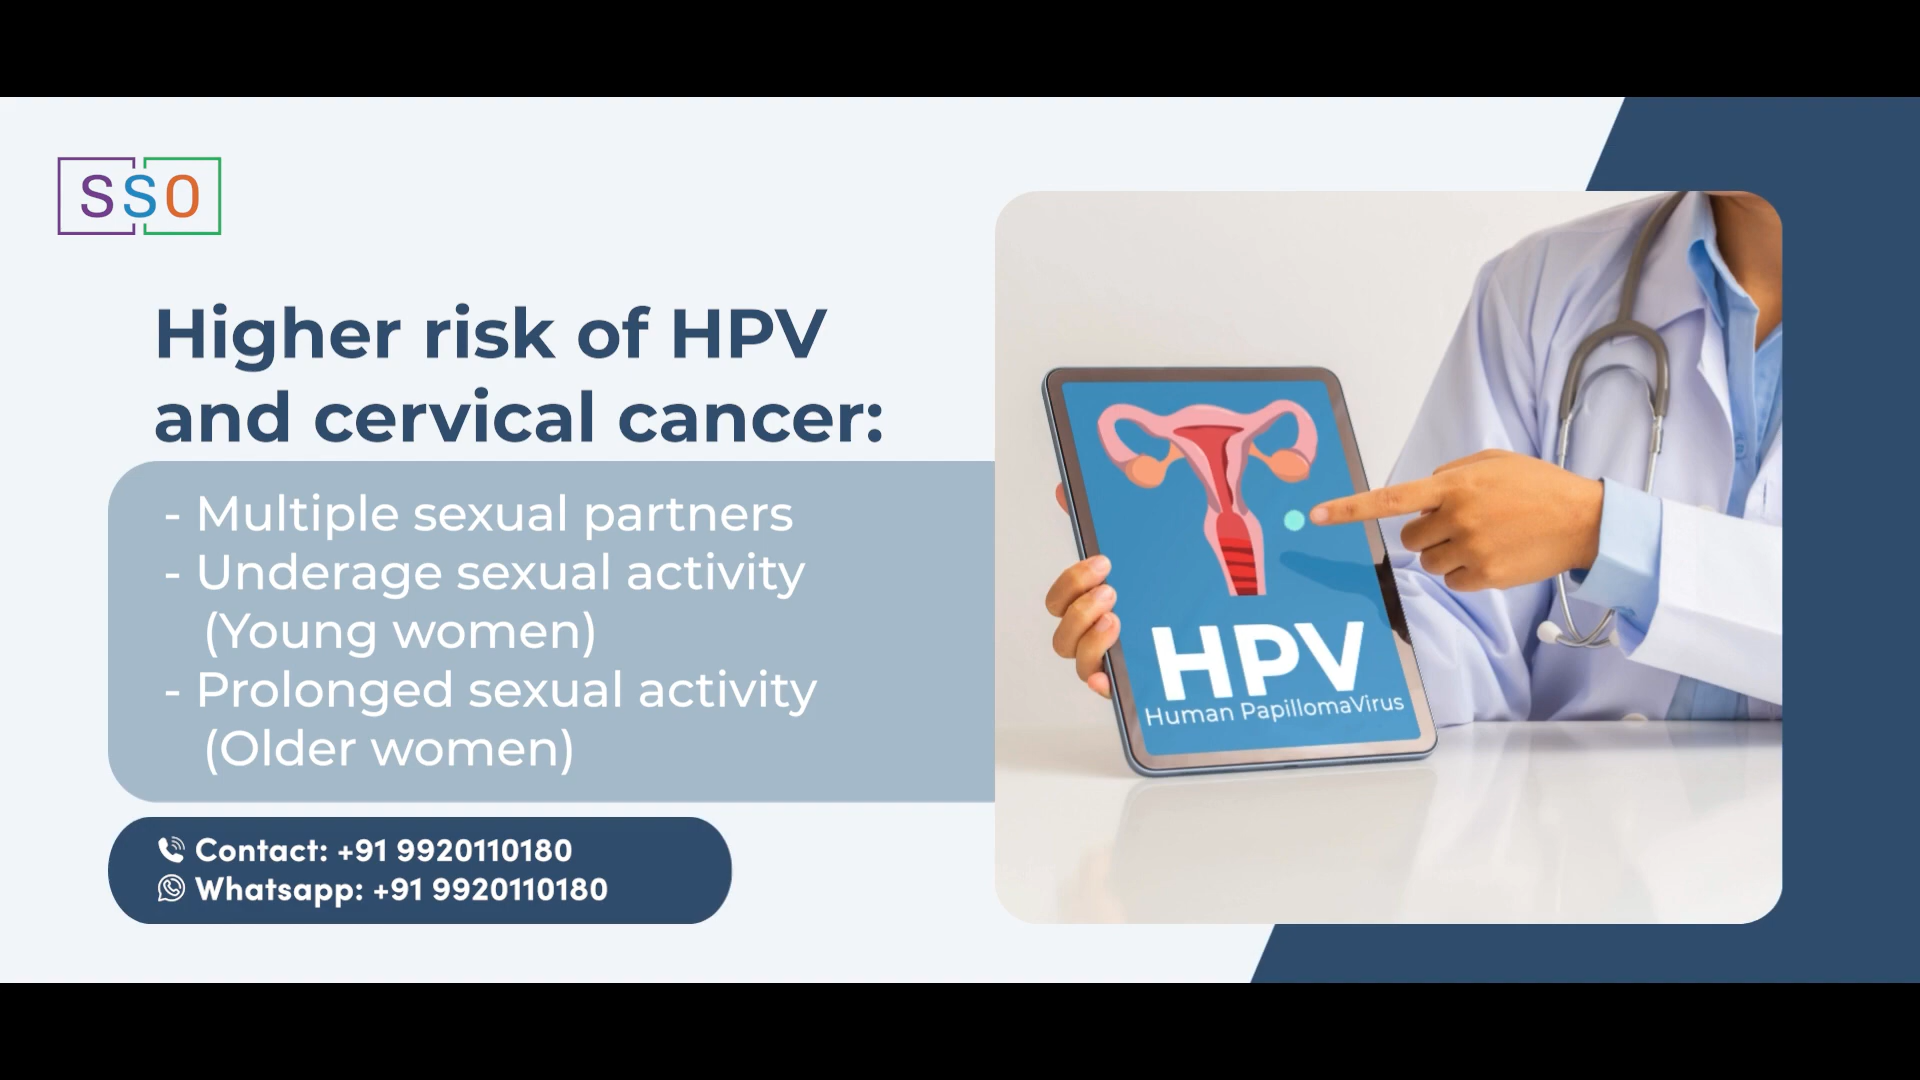 SSO
Higher risk of HPV
and cervical cancer:
- Multiple sexual partners
- Underage sexual activity
(Young women)
- Prolonged sexual activity
(Older women)
Contact: +91 9920110180
Whatsapp: +91 9920110180
HPV
Human PapillomaVirus